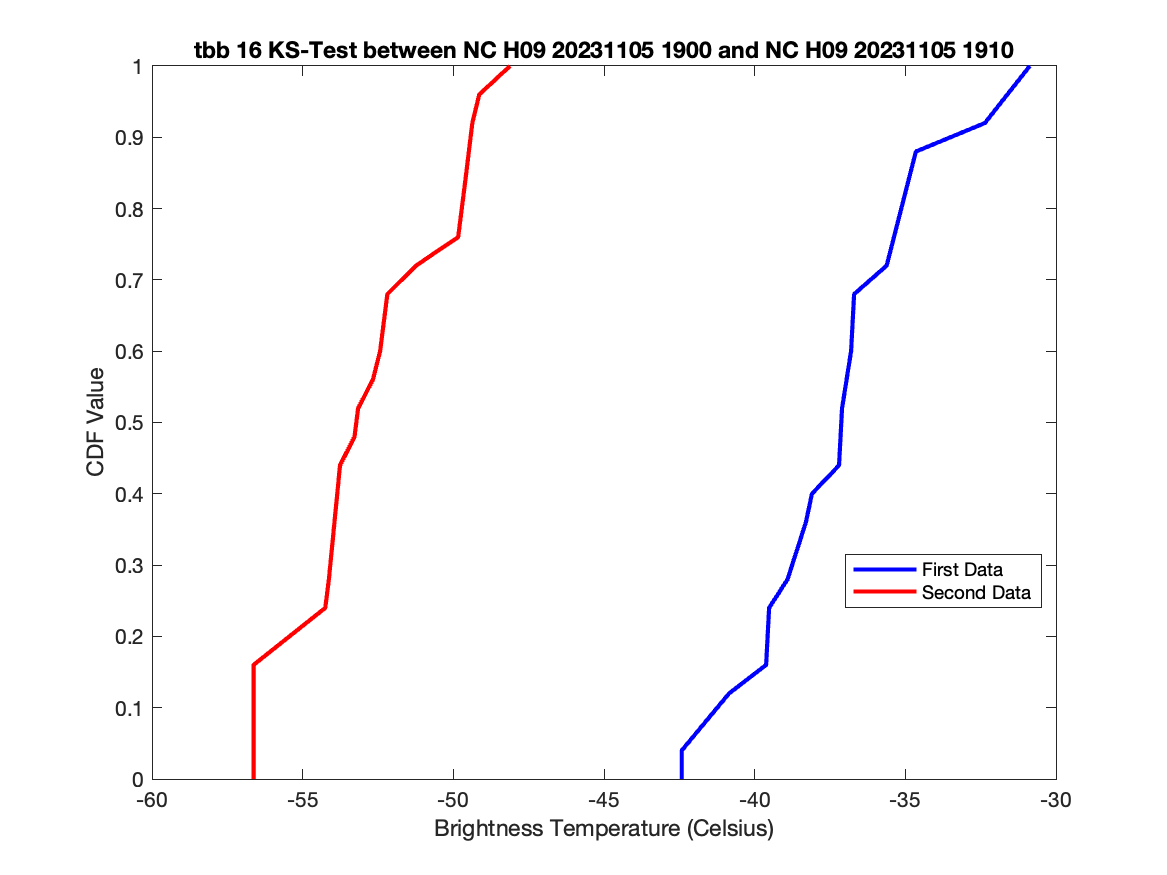 tbb 16 KS-Test between NC H09 20231105 1900 and NC H09 20231105 1910
1
0.9
0.8
0.7
0.6
0.5
0.4
0.3
0.2
0.1
0
CDF Value
First Data
Second Data
-60 -55 -50 -45 -40 -35 -30
Brightness Temperature (Celsius)